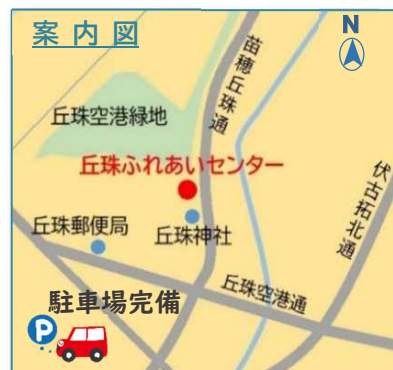 案内図
N
苗穂丘珠通
丘珠空港緑地
丘珠ふれあいセンター
伏古拓北通
丘珠郵便局
丘珠神社
丘珠空港通
駐車場完備
P